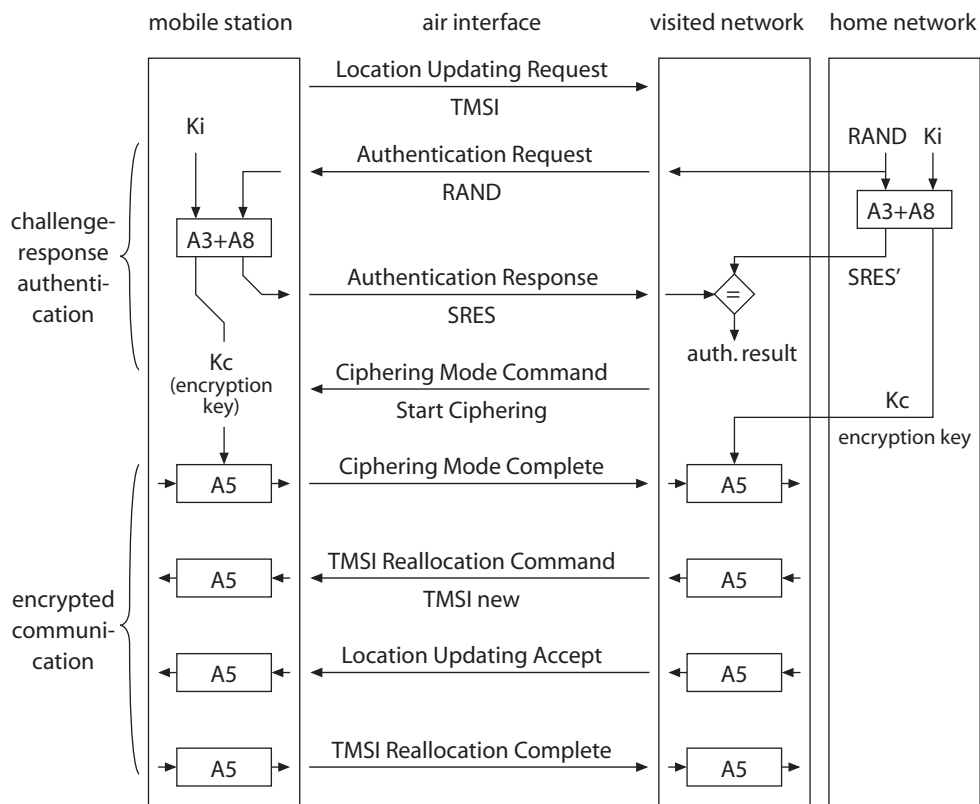 mobile station air interface visited network home network
Location Updating Request
TMSI
Ki
RAND Ki
Authentication Request
RAND
challenge-
response
authenti-
cation
A3+A8
A3+A8
Authentication Response
SRES
=
SRES’
auth. result
Kc
(encryption
key)
Ciphering Mode Command
Start Ciphering
Kc
encryption key
Ciphering Mode Complete
A5
A5
encrypted
communi-
cation
TMSI Reallocation Command
A5
A5
TMSI new
Location Updating Accept
A5
A5
TMSI Reallocation Complete
A5
A5